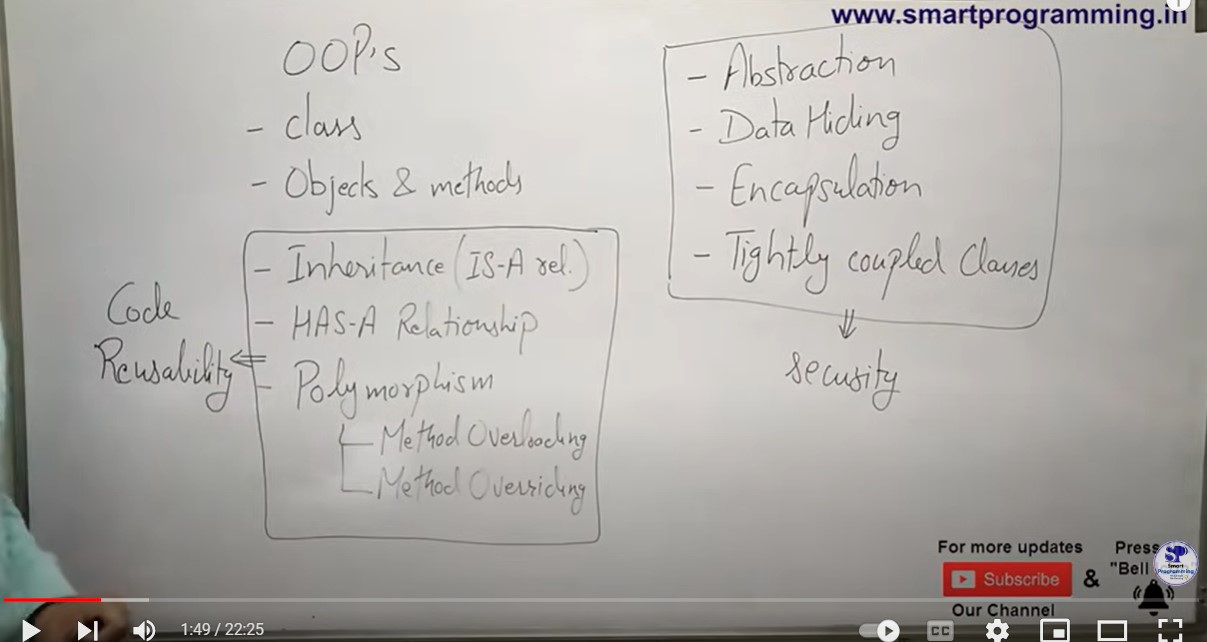 www.smartprogramming.in
OOP's
- class
- Objects & methods
- Inheritance (IS-A rel.)
- HAS-A Relationship
- Polymorphism
Method Overloading
Method Overriding
Code
Reusability
- Abstraction
- Data Hiding
- Encapsulation
- Tightly coupled Classes
security
For more updates
Subscribe
Our Channel
&
Press
"Bell
SP
Smart
Programming
1:49 / 22:25
CC